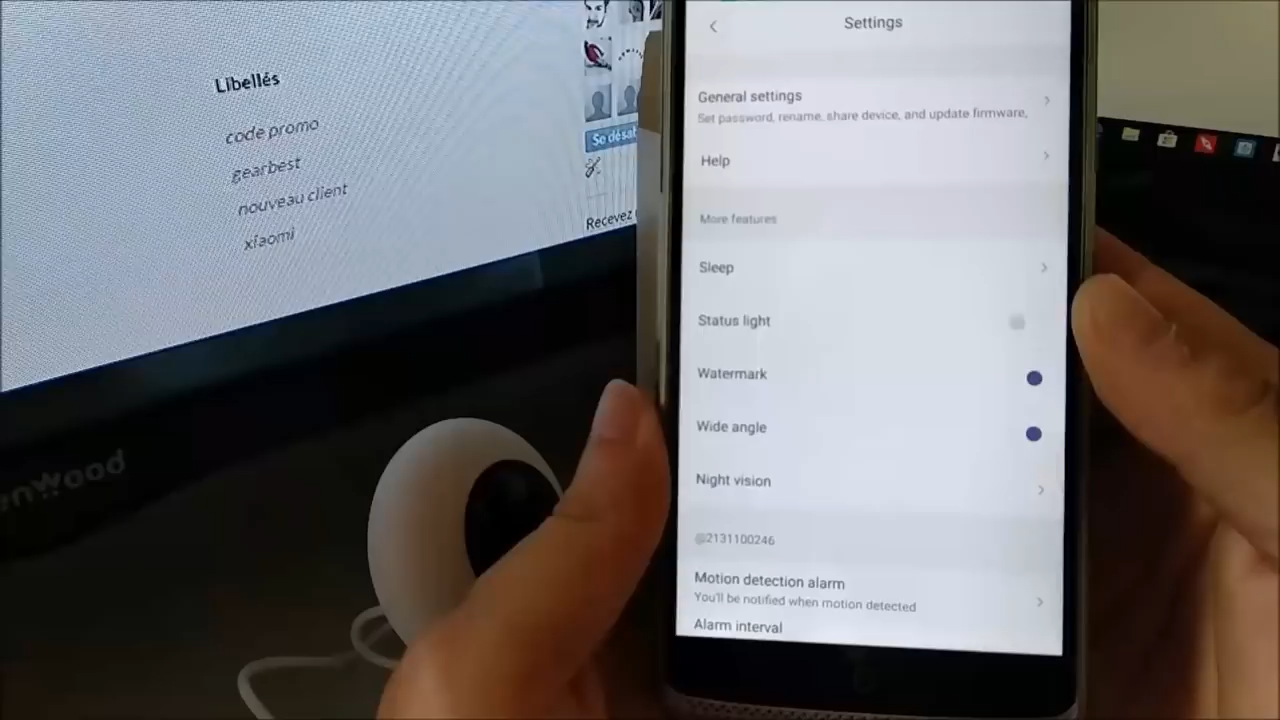 Libellés
code promo
gearbest
nouveau client
xiaomi
Se désab
Recevez
enwood
Settings
General settings
Set password, rename, share device, and update firmware,
Help
More features
Sleep
Status light
Watermark
Wide angle
Night vision
@2131100246
Motion detection alarm
You'll be notified when motion detected
Alarm interval